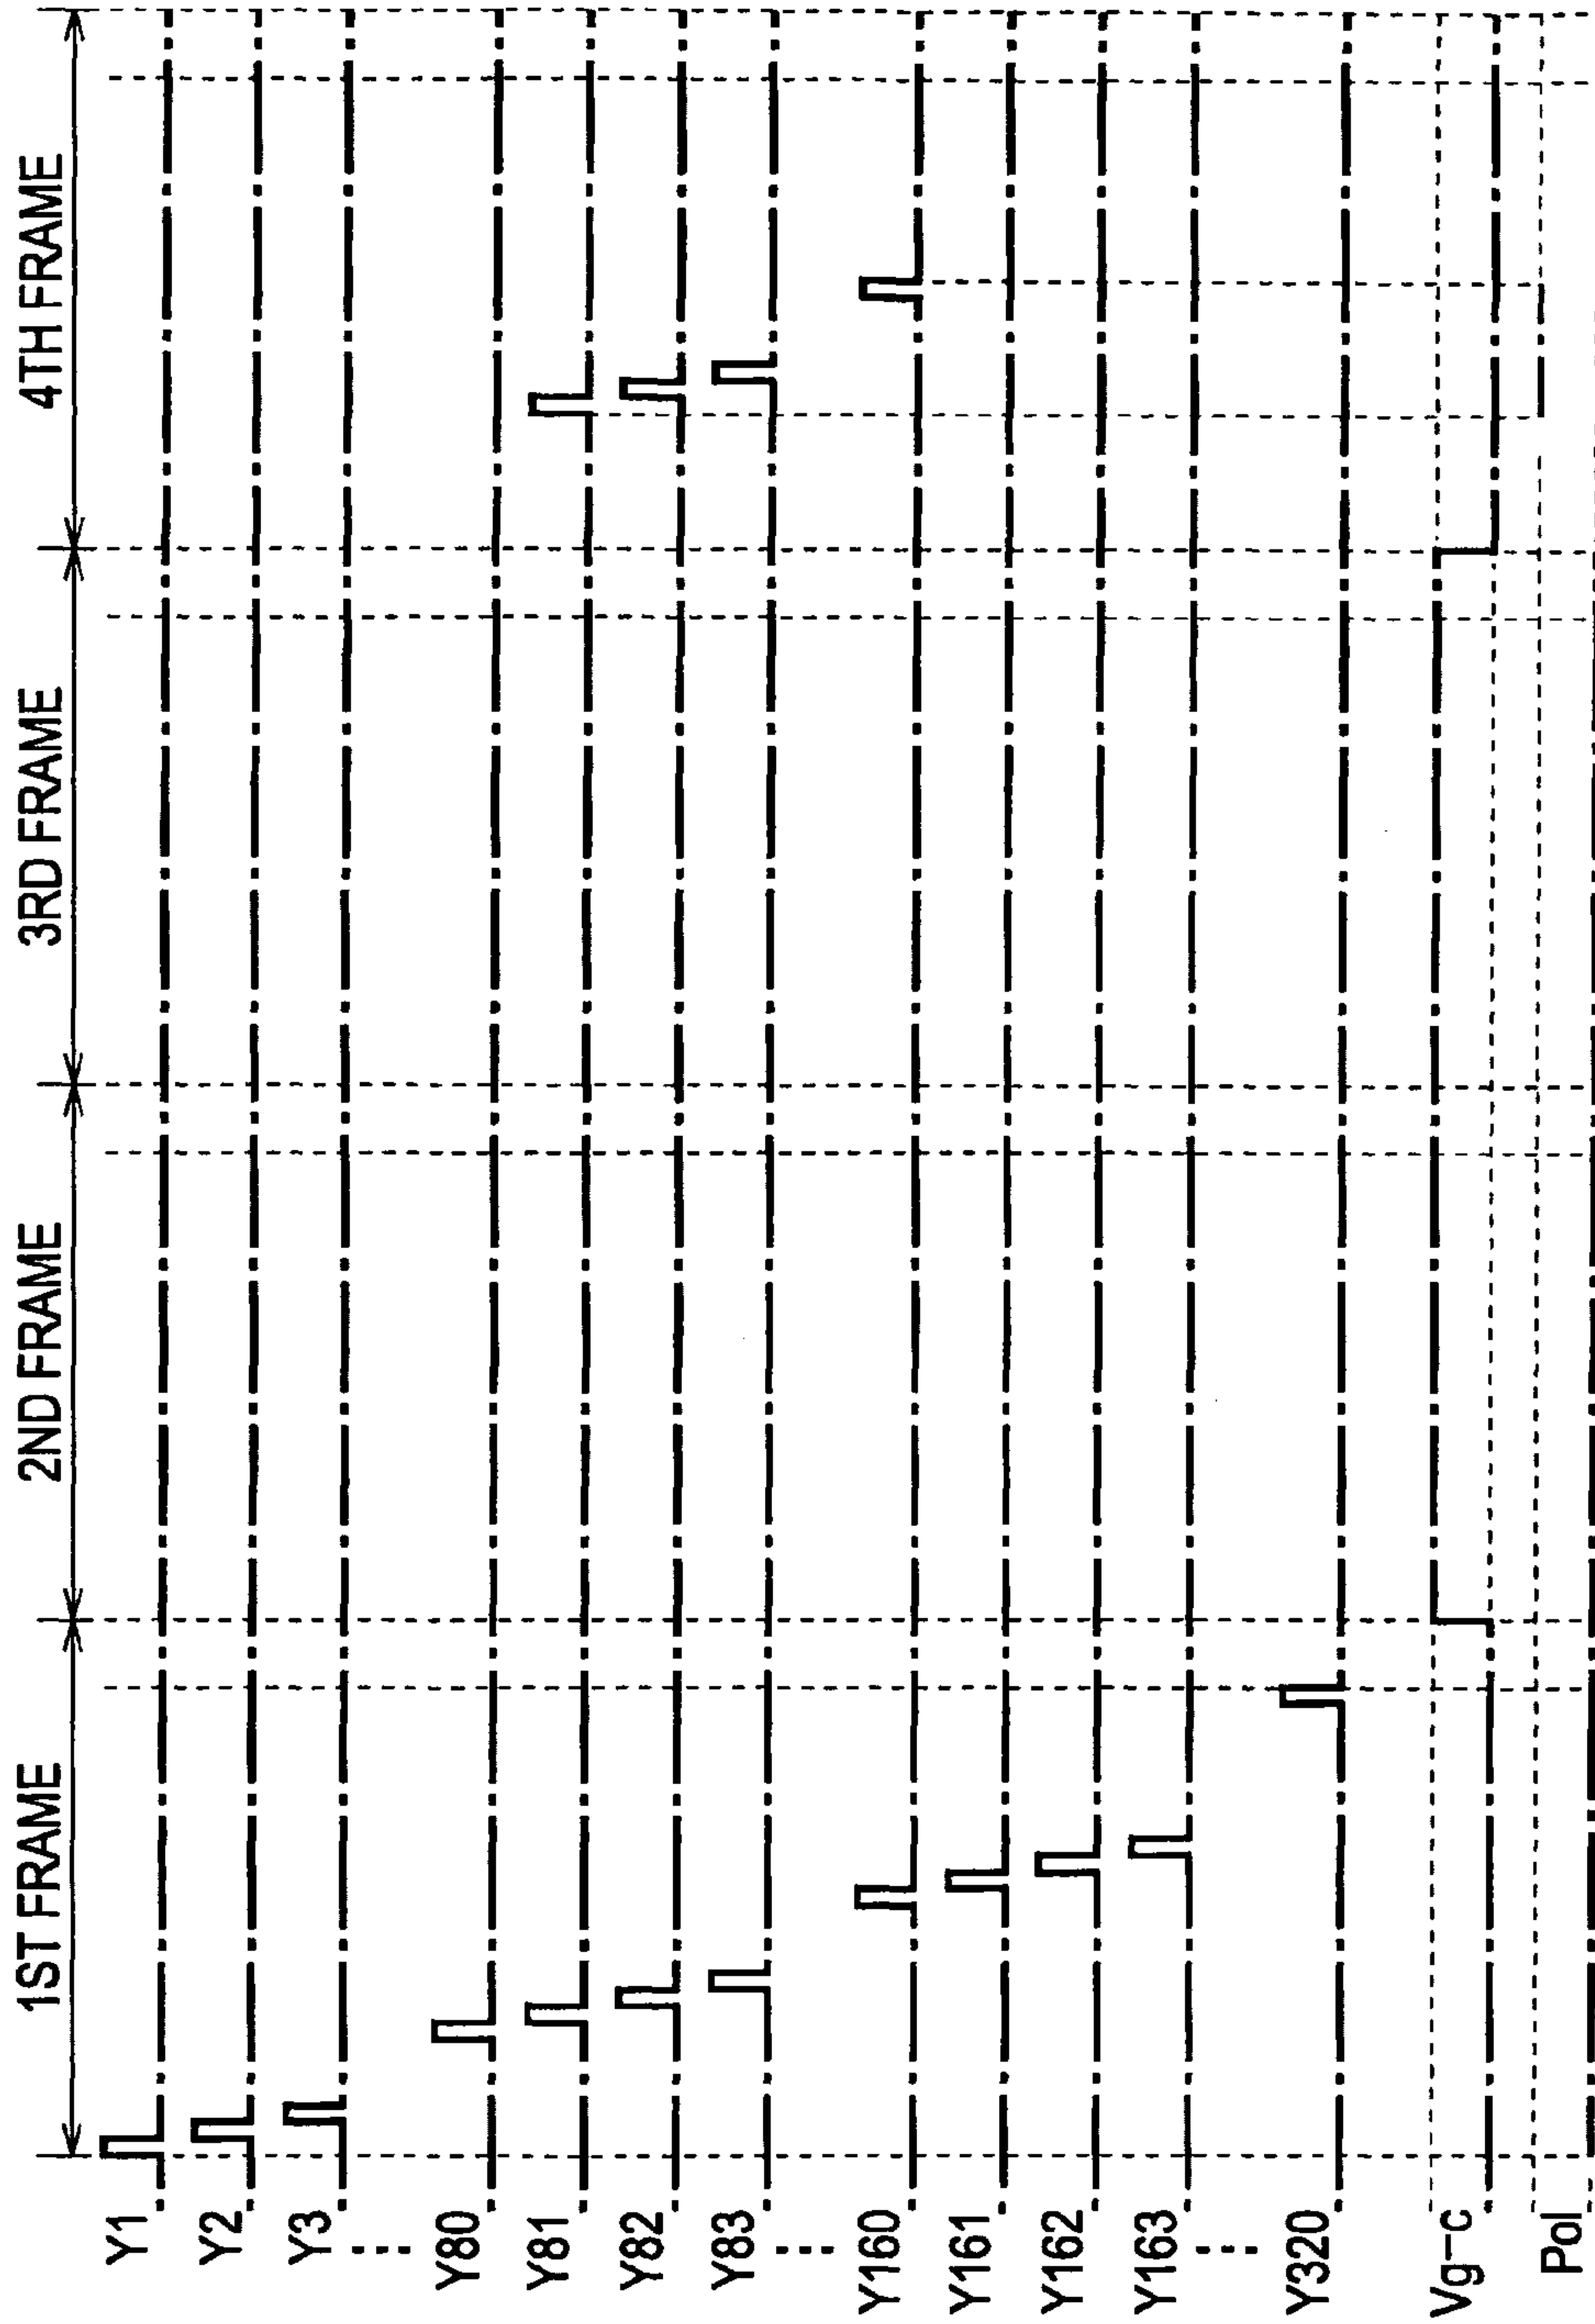 1ST FRAME
2ND FRAME
3RD FRAME
4TH FRAME
Y1
Y2
Y3
⋮
Y80
Y81
Y82
Y83
⋮
Y160
Y161
Y162
Y163
⋮
Y320
Vg-c
Pol